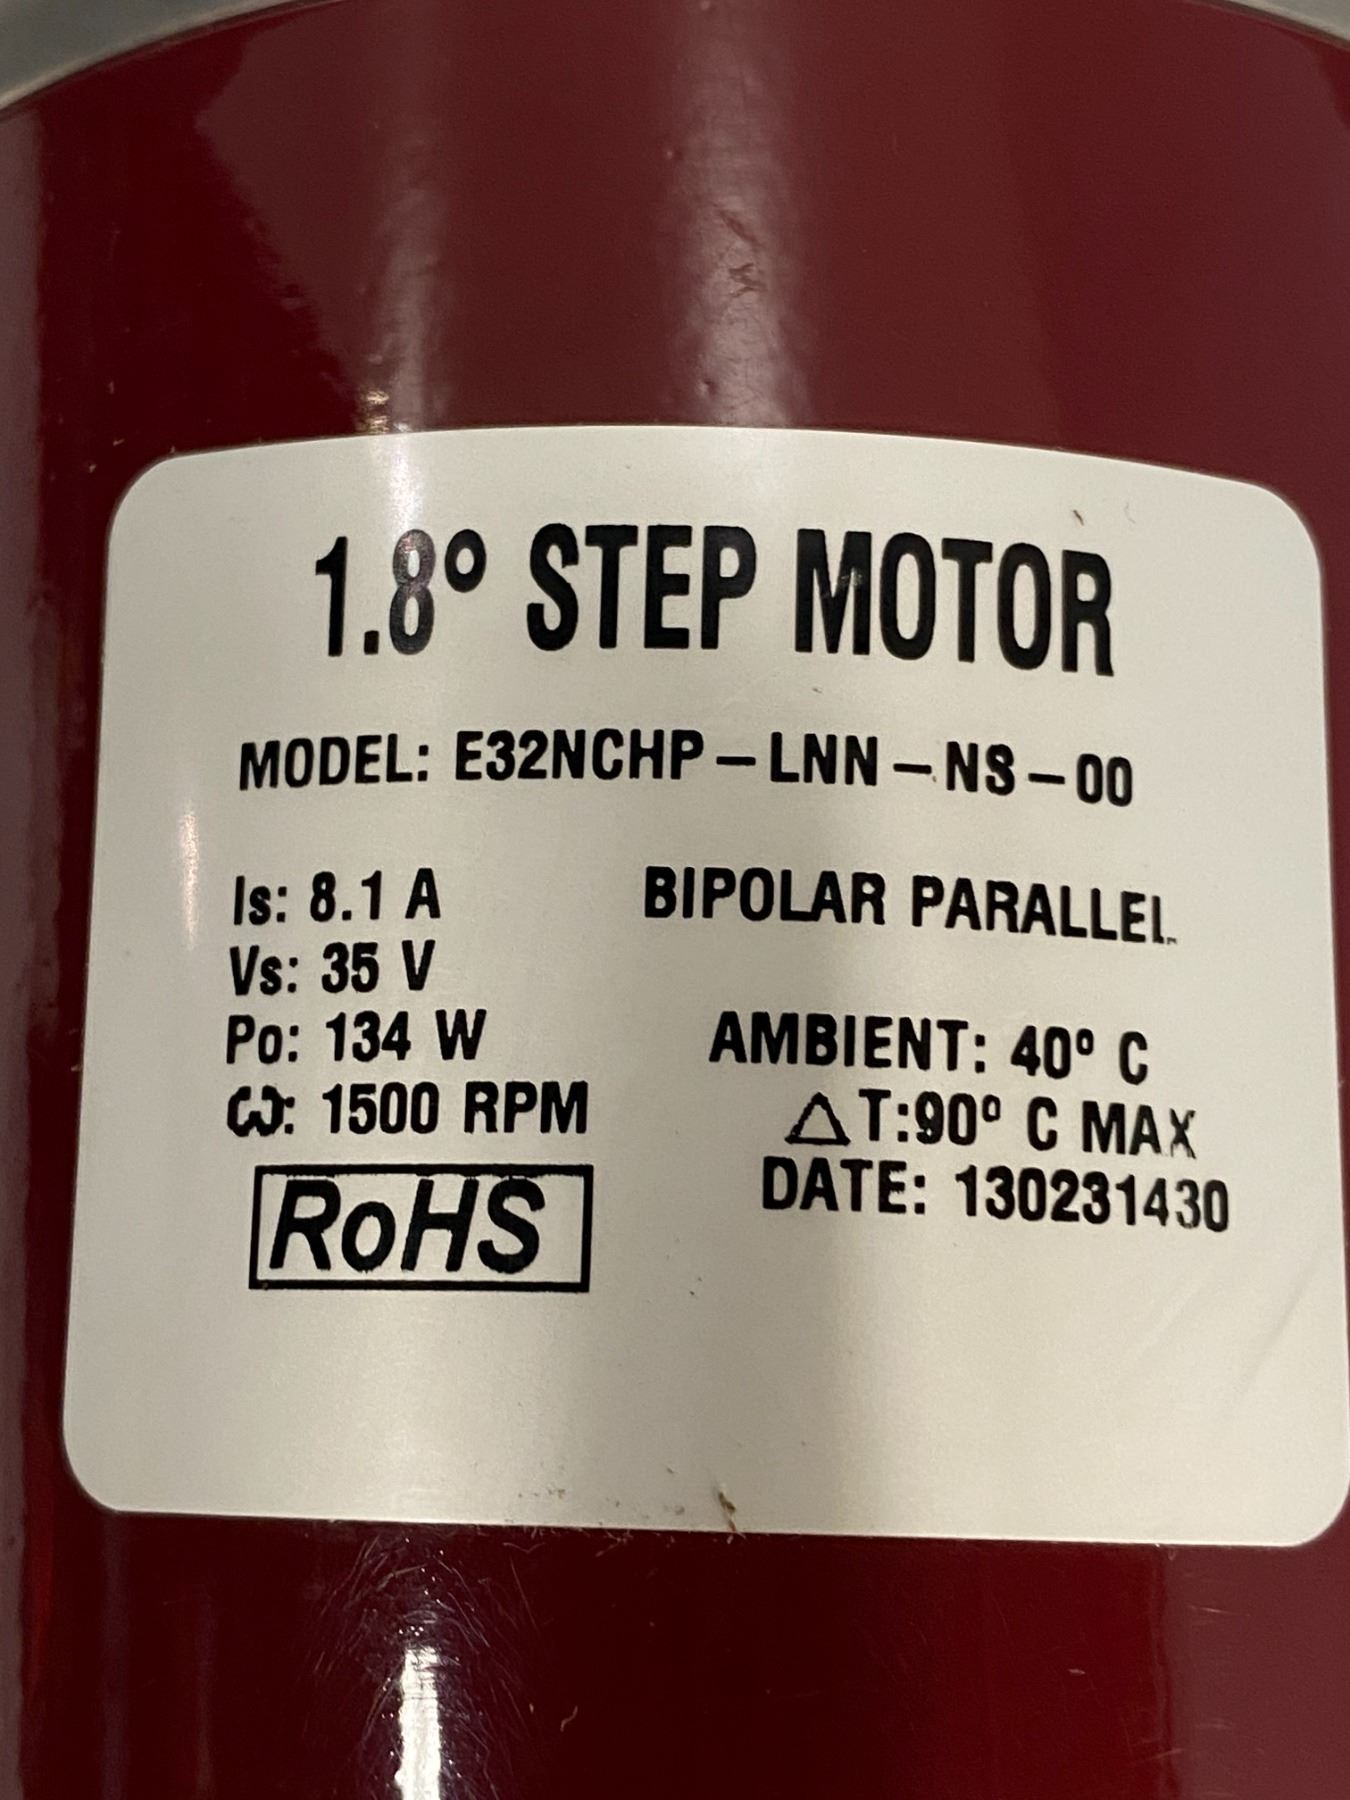 1.8° STEP MOTOR
MODEL: E32NCHP-LNN-NS-00
Is: 8.1 A
BIPOLAR PARALLEL
Vs: 35 V
Po: 134 W
AMBIENT: 40° C
ω: 1500 RPM
△T:90° C MAX
DATE: 130231430
RoHS